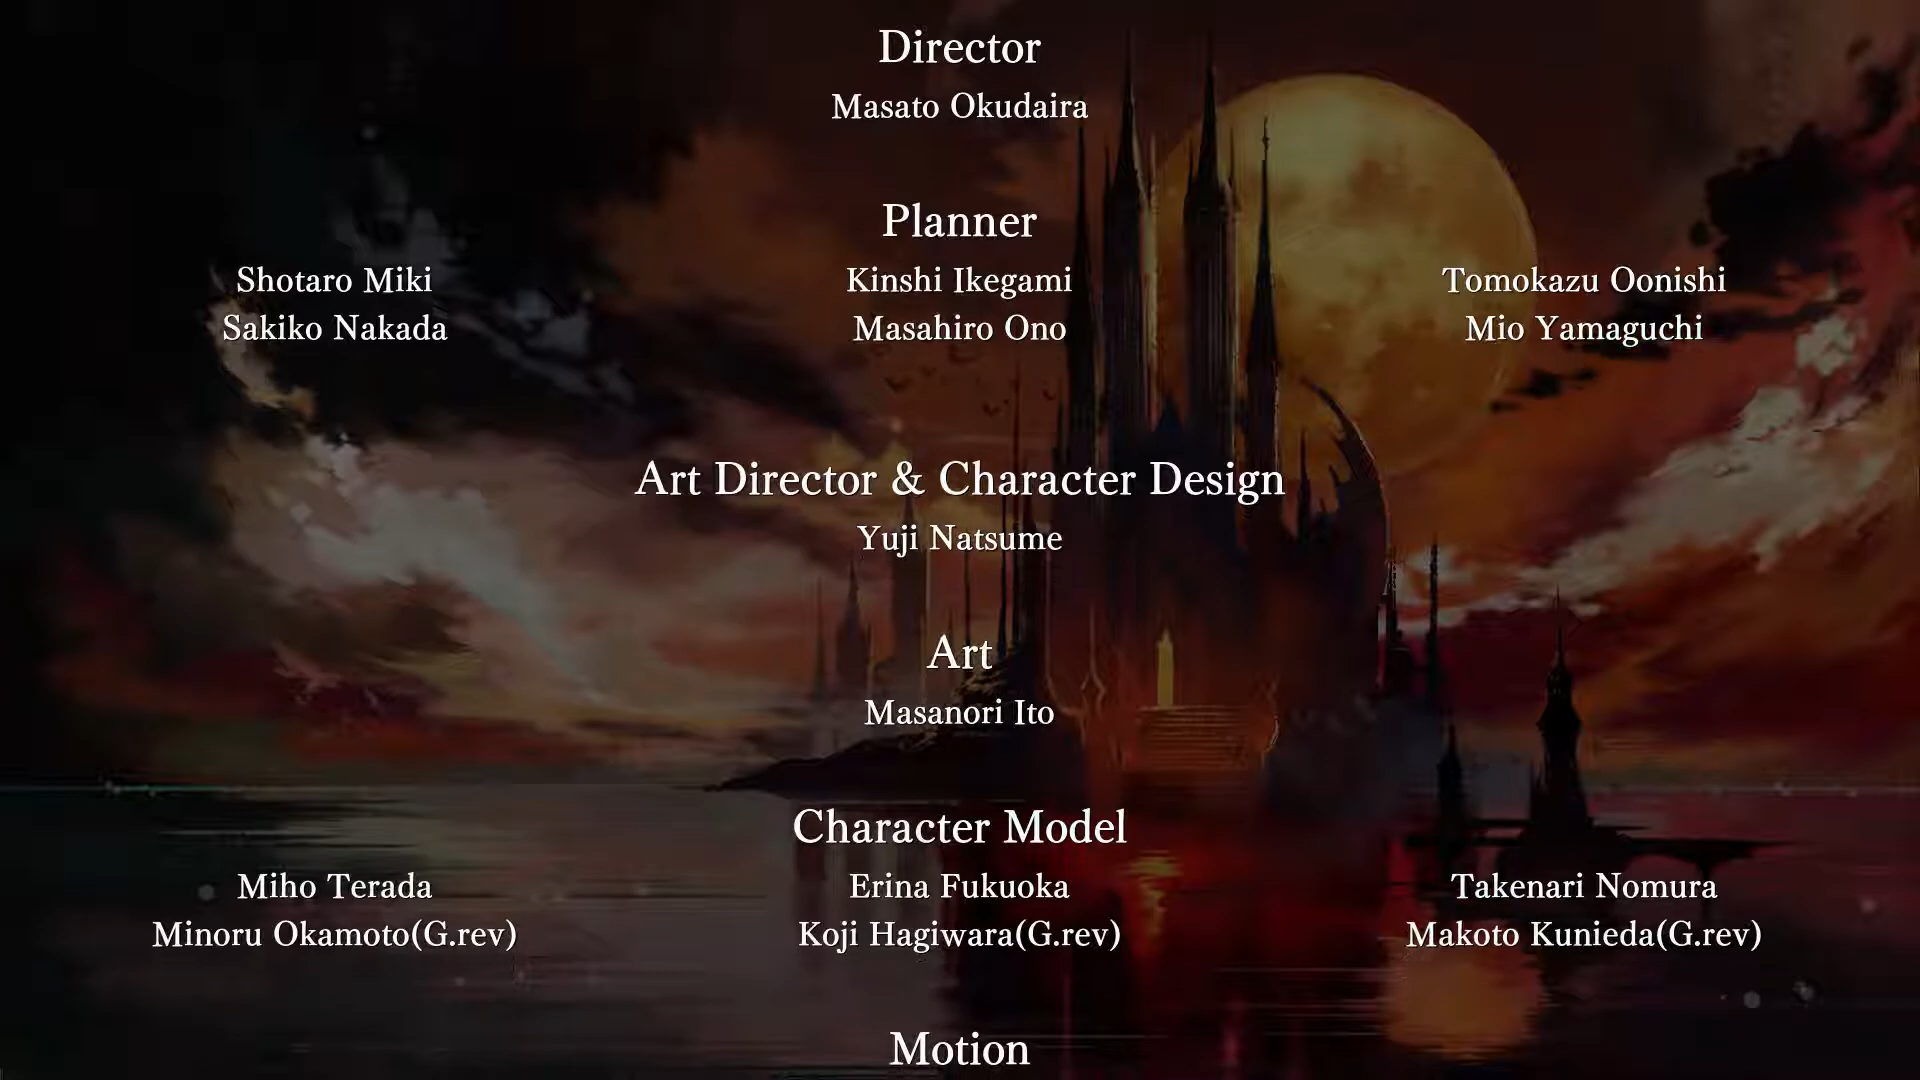 Director
Masato Okudaira
Planner
Shotaro Miki Kinshi Ikegami Tomokazu Oonishi
Sakiko Nakada Masahiro Ono Mio Yamaguchi
Art Director & Character Design
Yuji Natsume
Art
Masanori Ito
Character Model
Miho Terada Erina Fukuoka Takenari Nomura
Minoru Okamoto(G.rev) Koji Hagiwara(G.rev) Makoto Kunieda(G.rev)
Motion